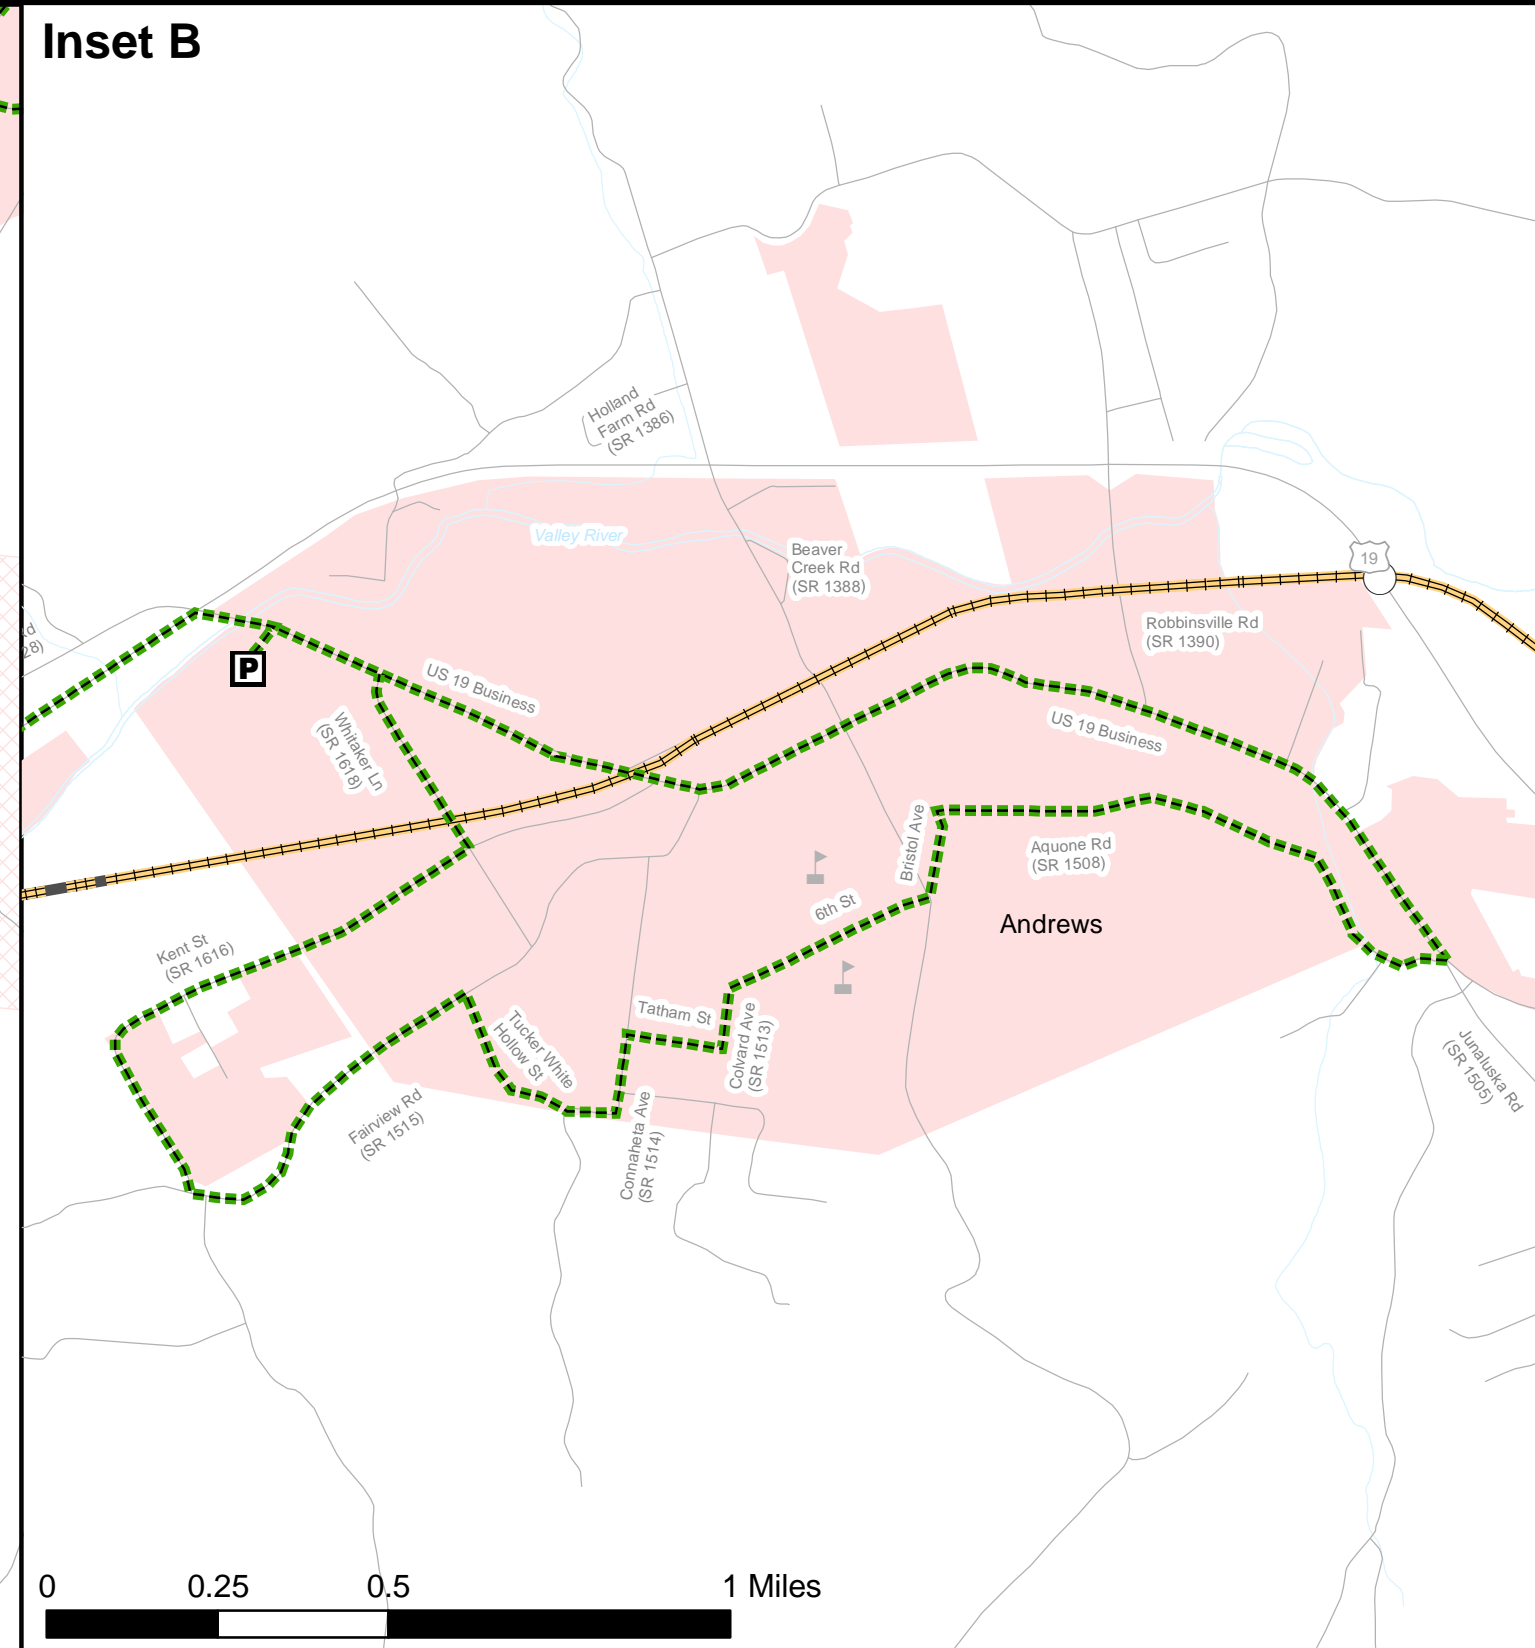 Inset B
Holland
Farm Rd
(SR 1386)
Valley River
Beaver
Creek Rd
(SR 1388)
19
Robbinsville Rd
(SR 1390)
28)
P
US 19 Business
Whitaker Ln
(SR 1618)
US 19 Business
Bristol Ave
Aquone Rd
(SR 1508)
6th St
Andrews
Kent St
(SR 1616)
Tatham St
Colvard Ave
(SR 1513)
Tucker White
Hollow St
Fairview Rd
(SR 1515)
Connaheta Ave
(SR 1514)
Junaluska Rd
(SR 1505)
0 0.25 0.5 1 Miles